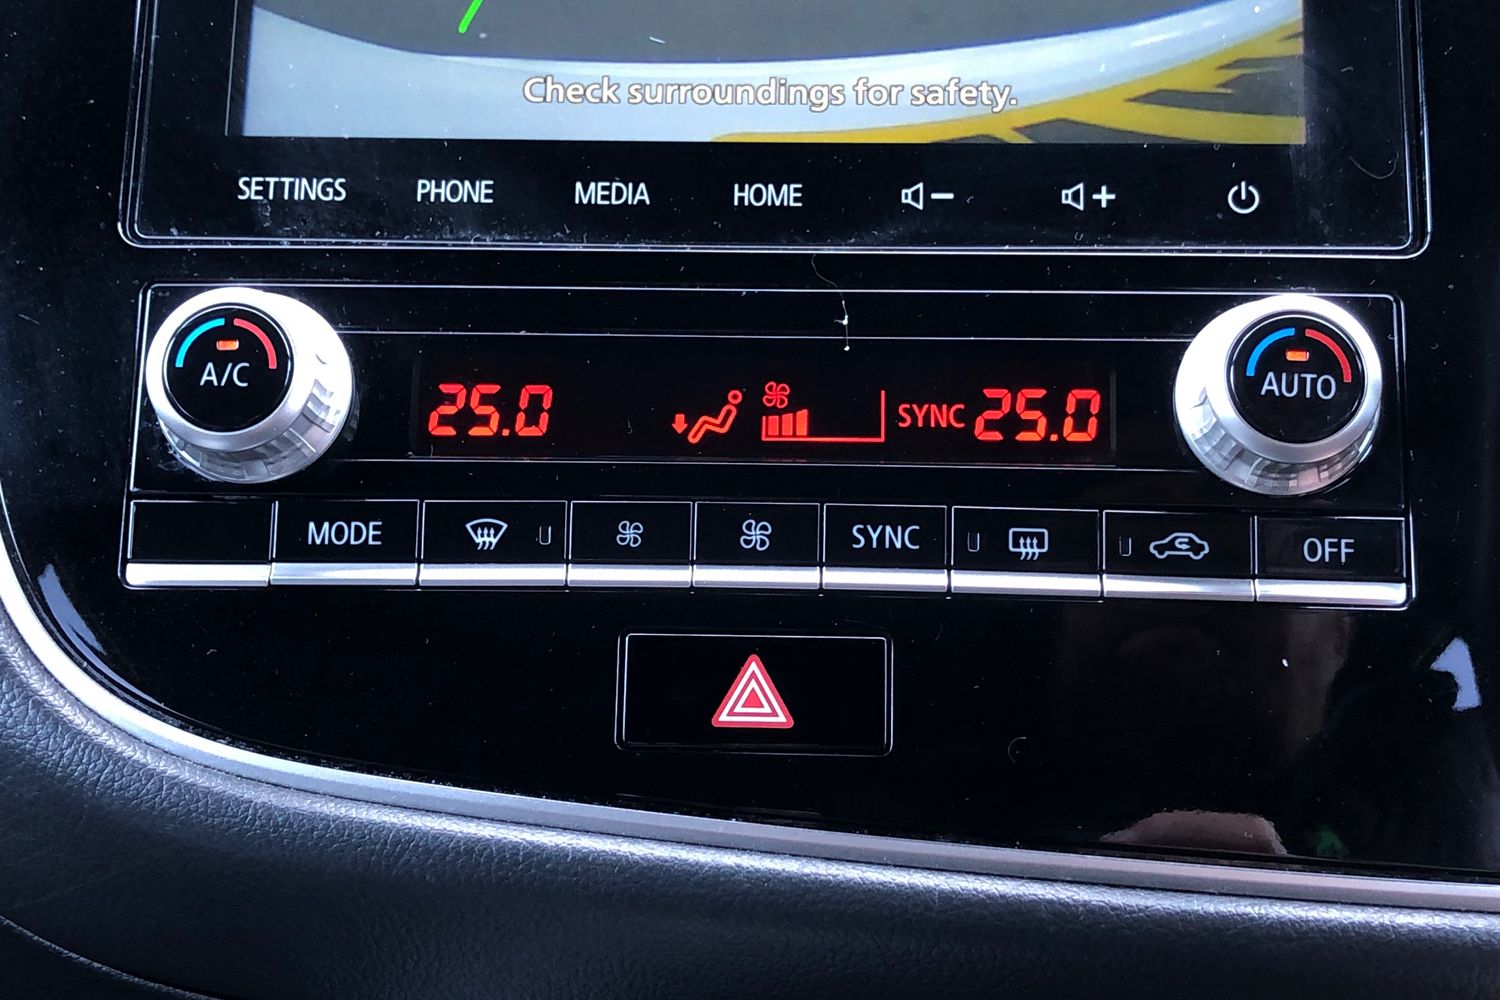 Check surroundings for safety.
SETTINGS PHONE MEDIA HOME - +
A/C
AUTO
25.0 SYNC 25.0
MODE SYNC OFF